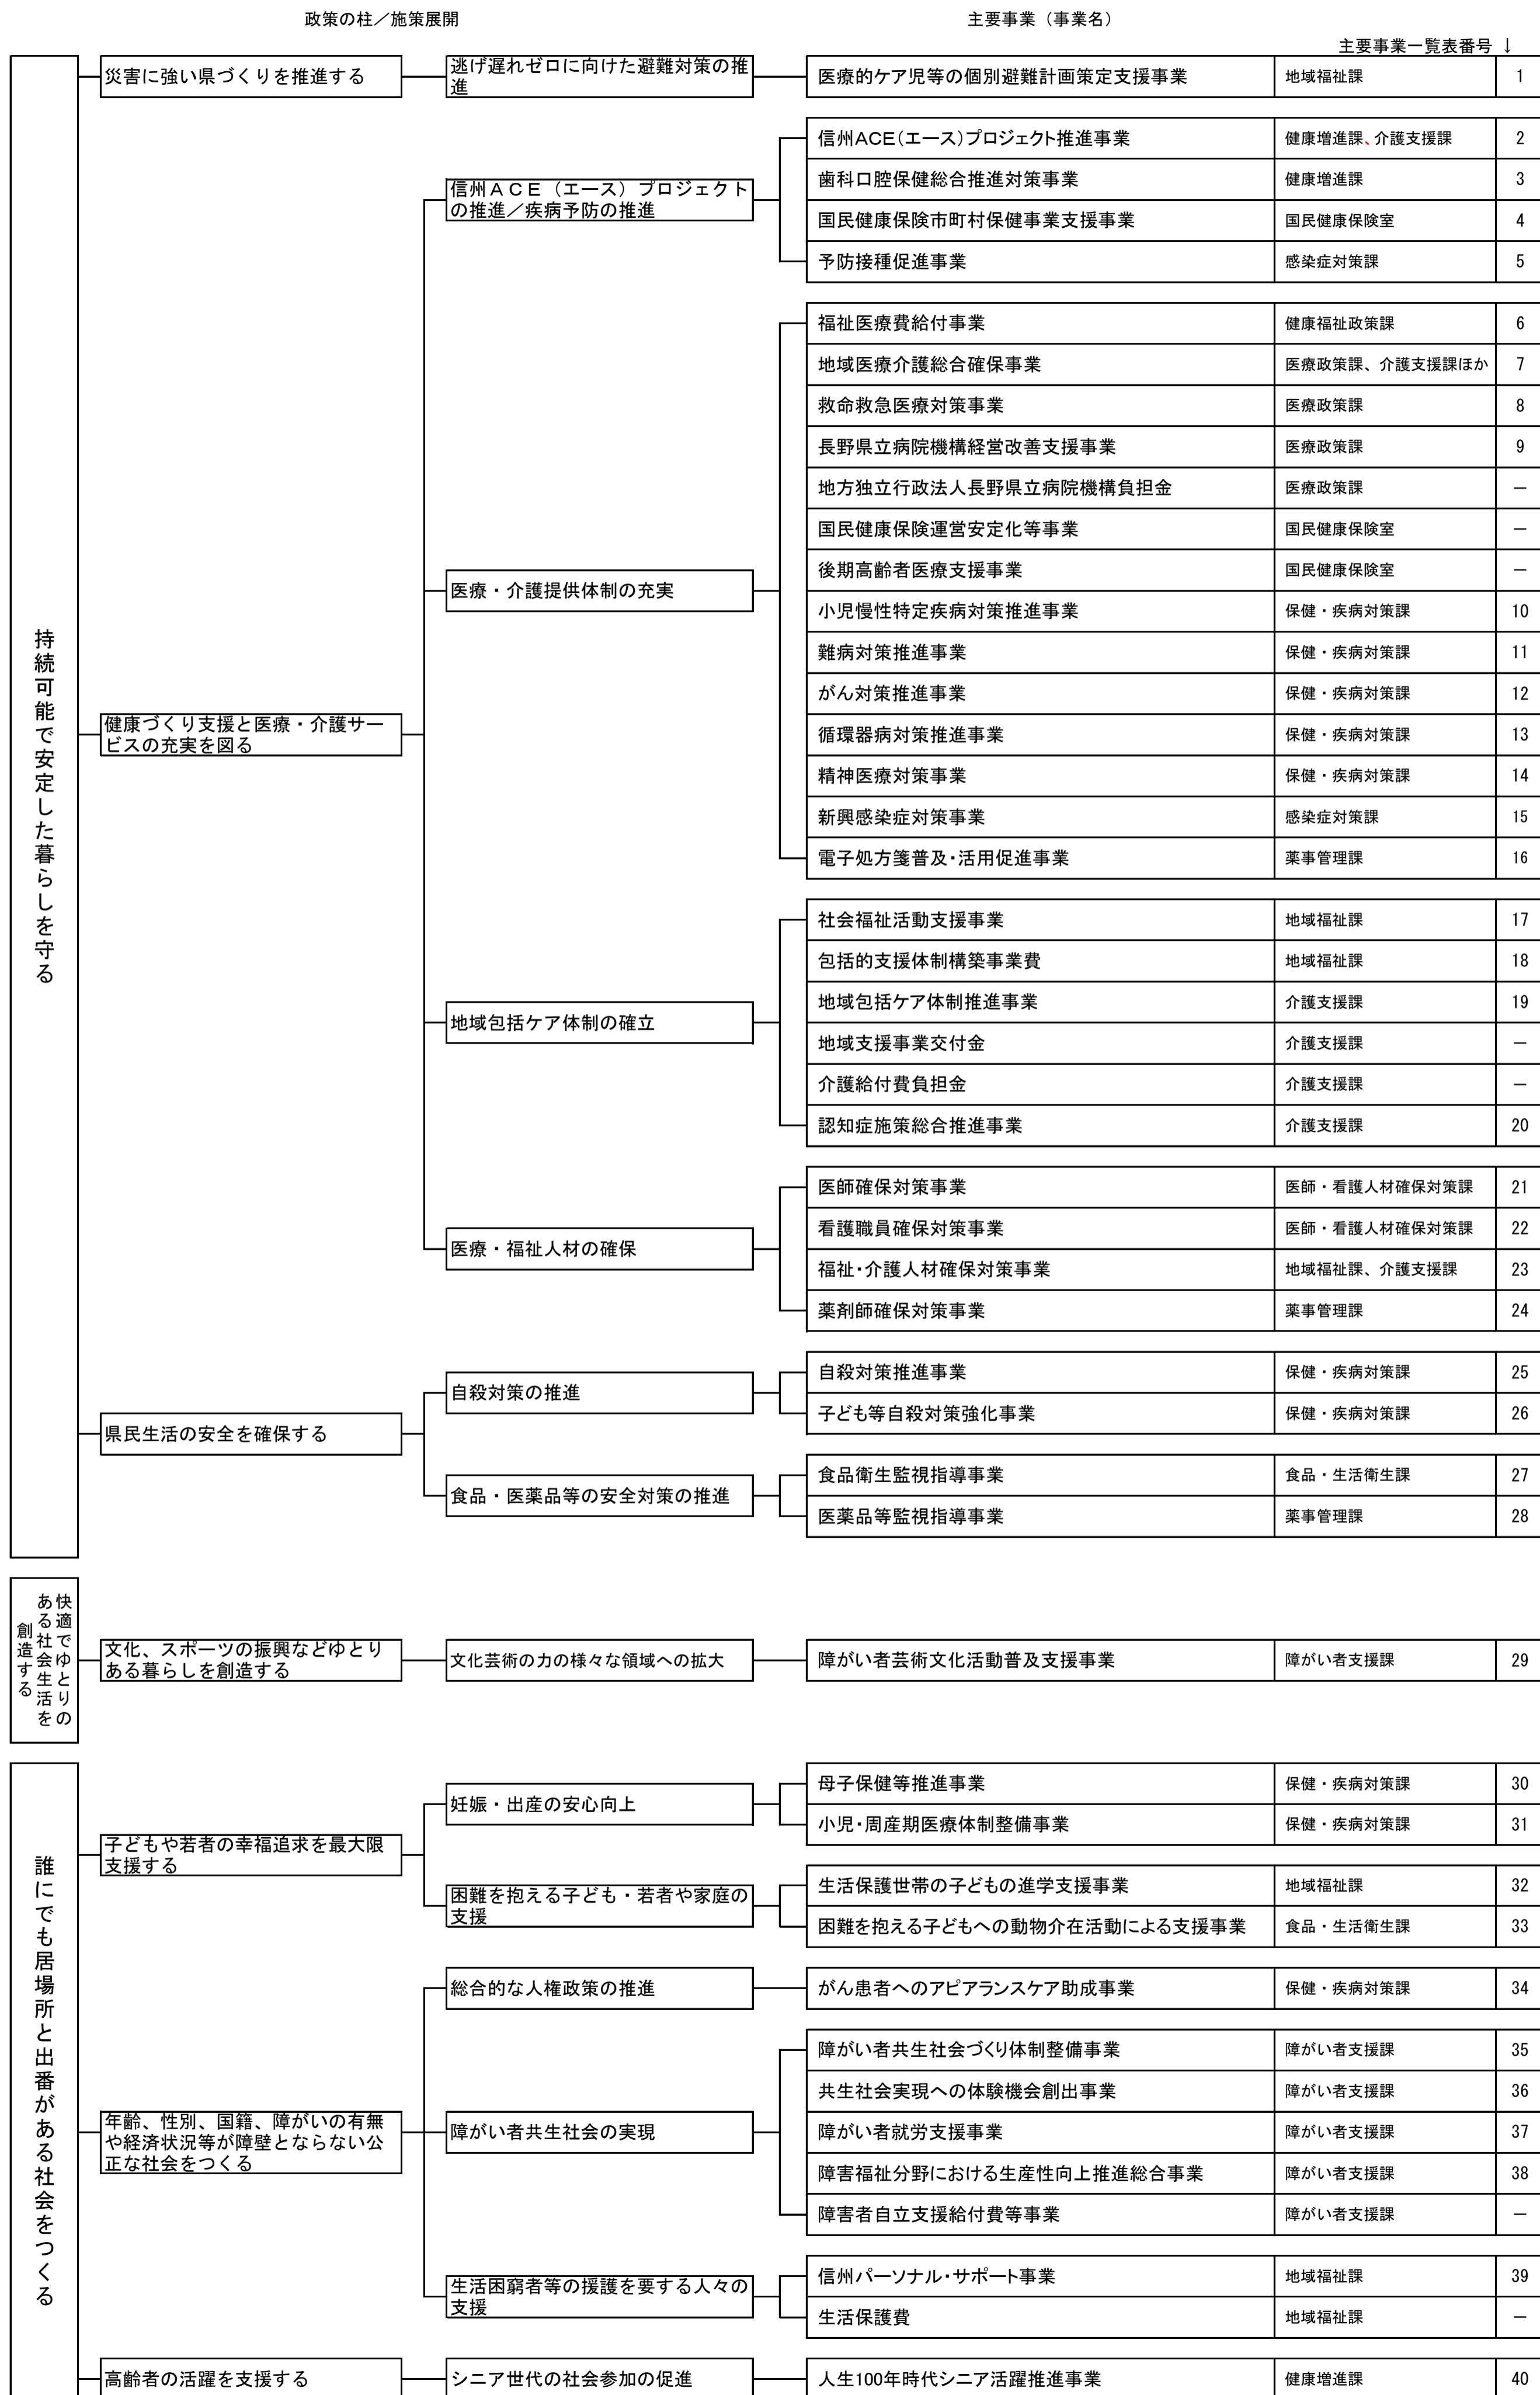 政策の柱／施策展開
主要事業（事業名）
主要事業一覧表番号 ↓
持続可能で安定した暮らしを守る
災害に強い県づくりを推進する
逃げ遅れゼロに向けた避難対策の推
進
医療的ケア児等の個別避難計画策定支援事業 地域福祉課 1
健康づくり支援と医療・介護サー
ビスの充実を図る
信州ＡＣＥ（エース）プロジェクト
の推進／疾病予防の推進
信州ACE(エース)プロジェクト推進事業 健康増進課、介護支援課 2
歯科口腔保健総合推進対策事業 健康増進課 3
国民健康保険市町村保健事業支援事業 国民健康保険室 4
予防接種促進事業 感染症対策課 5
医療・介護提供体制の充実
福祉医療費給付事業 健康福祉政策課 6
地域医療介護総合確保事業 医療政策課、介護支援課ほか 7
救命救急医療対策事業 医療政策課 8
長野県立病院機構経営改善支援事業 医療政策課 9
地方独立行政法人長野県立病院機構負担金 医療政策課 －
国民健康保険運営安定化等事業 国民健康保険室 －
後期高齢者医療支援事業 国民健康保険室 －
小児慢性特定疾病対策推進事業 保健・疾病対策課 10
難病対策推進事業 保健・疾病対策課 11
がん対策推進事業 保健・疾病対策課 12
循環器病対策推進事業 保健・疾病対策課 13
精神医療対策事業 保健・疾病対策課 14
新興感染症対策事業 感染症対策課 15
電子処方箋普及・活用促進事業 薬事管理課 16
地域包括ケア体制の確立
社会福祉活動支援事業 地域福祉課 17
包括的支援体制構築事業費 地域福祉課 18
地域包括ケア体制推進事業 介護支援課 19
地域支援事業交付金 介護支援課 －
介護給付費負担金 介護支援課 －
認知症施策総合推進事業 介護支援課 20
医療・福祉人材の確保
医師確保対策事業 医師・看護人材確保対策課 21
看護職員確保対策事業 医師・看護人材確保対策課 22
福祉・介護人材確保対策事業 地域福祉課、介護支援課 23
薬剤師確保対策事業 薬事管理課 24
県民生活の安全を確保する
自殺対策の推進
自殺対策推進事業 保健・疾病対策課 25
子ども等自殺対策強化事業 保健・疾病対策課 26
食品・医薬品等の安全対策の推進
食品衛生監視指導事業 食品・生活衛生課 27
医薬品等監視指導事業 薬事管理課 28
快適でゆとりの
ある社会生活を
創造する
文化、スポーツの振興などゆとり
ある暮らしを創造する
文化芸術の力の様々な領域への拡大
障がい者芸術文化活動普及支援事業 障がい者支援課 29
誰にでも居場所と出番がある社会をつくる
子どもや若者の幸福追求を最大限
支援する
妊娠・出産の安心向上
母子保健等推進事業 保健・疾病対策課 30
小児・周産期医療体制整備事業 保健・疾病対策課 31
困難を抱える子ども・若者や家庭の
支援
生活保護世帯の子どもの進学支援事業 地域福祉課 32
困難を抱える子どもへの動物介在活動による支援事業 食品・生活衛生課 33
年齢、性別、国籍、障がいの有無
や経済状況等が障壁とならない公
正な社会をつくる
総合的な人権政策の推進
がん患者へのアピアランスケア助成事業 保健・疾病対策課 34
障がい者共生社会の実現
障がい者共生社会づくり体制整備事業 障がい者支援課 35
共生社会実現への体験機会創出事業 障がい者支援課 36
障がい者就労支援事業 障がい者支援課 37
障害福祉分野における生産性向上推進総合事業 障がい者支援課 38
障害者自立支援給付費等事業 障がい者支援課 －
生活困窮者等の援護を要する人々の
支援
信州パーソナル・サポート事業 地域福祉課 39
生活保護費 地域福祉課 －
高齢者の活躍を支援する
シニア世代の社会参加の促進
人生100年時代シニア活躍推進事業 健康増進課 40